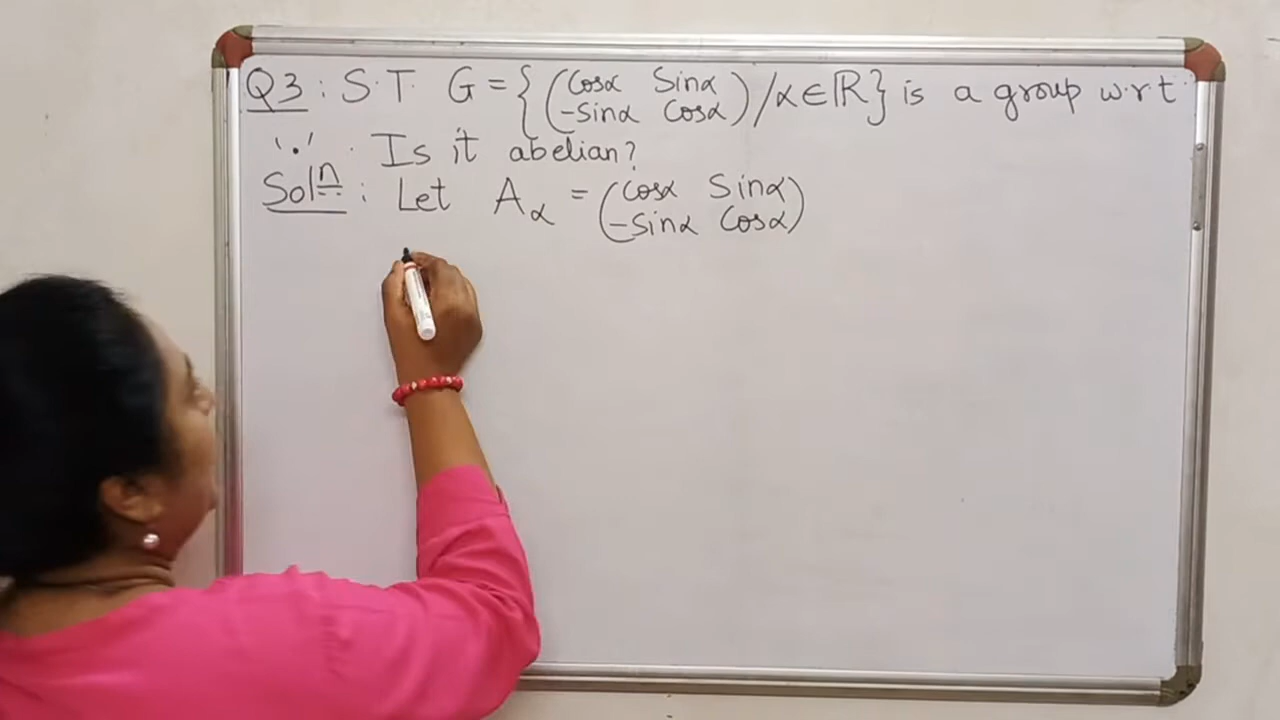 Q3 : S.T. G = { ( Cosα Sinα ) / α ∈ ℝ } is a group w.r.t
-Sinα Cosα
'.' . Is it abelian?
Solⁿ : Let A_α = ( Cosα Sinα )
-Sinα Cosα